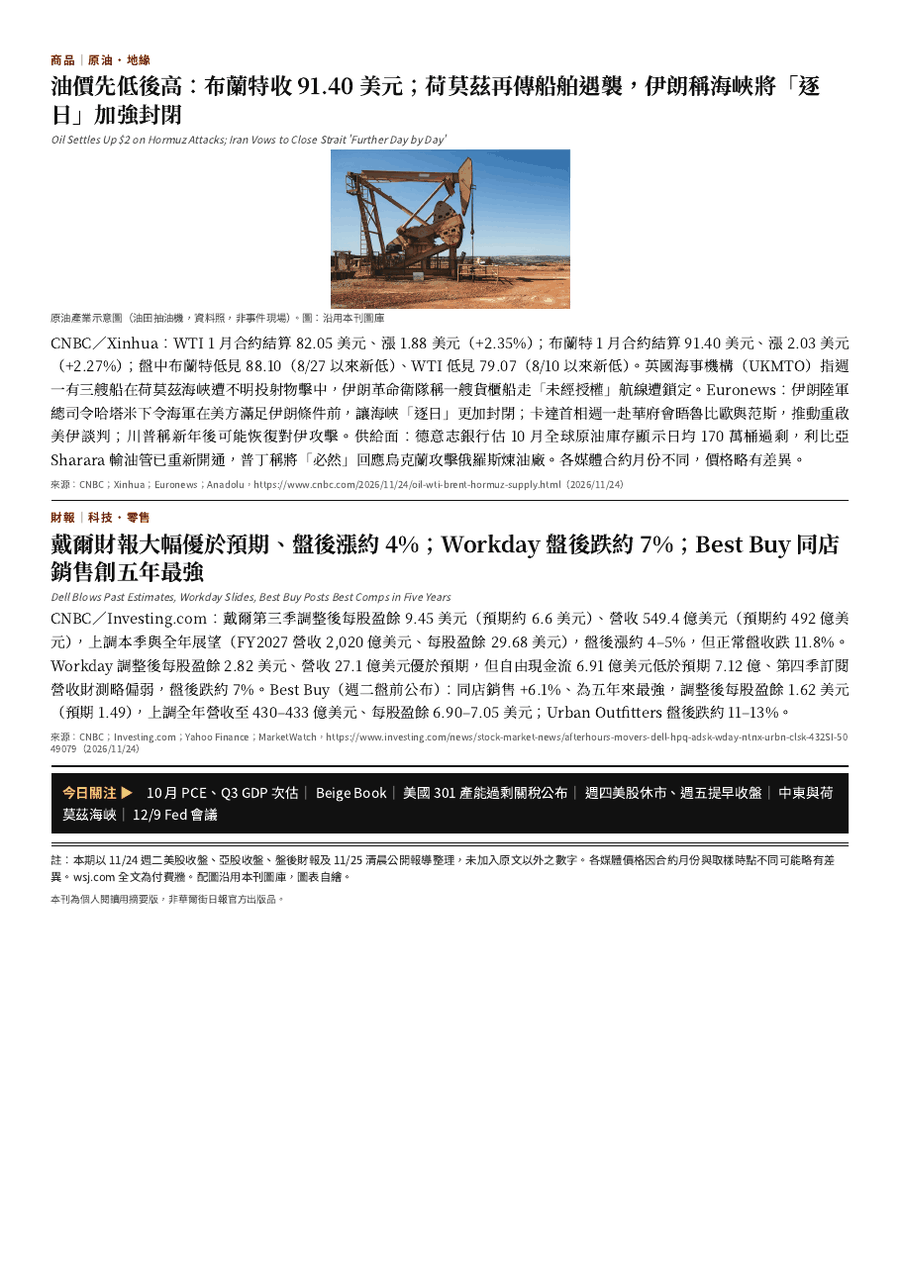 商品｜原油・地緣
油價先低後高：布蘭特收 91.40 美元；荷莫茲再傳船舶遇襲，伊朗稱海峽將「逐
日」加強封閉
Oil Settles Up $2 on Hormuz Attacks; Iran Vows to Close Strait 'Further Day by Day'
原油產業示意圖（油田抽油機，資料照，非事件現場）。圖：沿用本刊圖庫
CNBC／Xinhua：WTI 1 月合約結算 82.05 美元、漲 1.88 美元（+2.35%）；布蘭特 1 月合約結算 91.40 美元、漲 2.03 美元
（+2.27%）；盤中布蘭特低見 88.10（8/27 以來新低）、WTI 低見 79.07（8/10 以來新低）。英國海事機構（UKMTO）指週
一有三艘船在荷莫茲海峽遭不明投射物擊中，伊朗革命衛隊稱一艘貨櫃船走「未經授權」航線遭鎖定。Euronews：伊朗陸軍
總司令哈塔米下令海軍在美方滿足伊朗條件前，讓海峽「逐日」更加封閉；卡達首相週一赴華府會晤魯比歐與范斯，推動重啟
美伊談判；川普稱新年後可能恢復對伊攻擊。供給面：德意志銀行估 10 月全球原油庫存顯示日均 170 萬桶過剩，利比亞
Sharara 輸油管已重新開通，普丁稱將「必然」回應烏克蘭攻擊俄羅斯煉油廠。各媒體合約月份不同，價格略有差異。
來源：CNBC；Xinhua；Euronews；Anadolu，https://www.cnbc.com/2026/11/24/oil-wti-brent-hormuz-supply.html（2026/11/24）
財報｜科技・零售
戴爾財報大幅優於預期、盤後漲約 4%；Workday 盤後跌約 7%；Best Buy 同店
銷售創五年最強
Dell Blows Past Estimates, Workday Slides, Best Buy Posts Best Comps in Five Years
CNBC／Investing.com：戴爾第三季調整後每股盈餘 9.45 美元（預期約 6.6 美元）、營收 549.4 億美元（預期約 492 億美
元），上調本季與全年展望（FY2027 營收 2,020 億美元、每股盈餘 29.68 美元），盤後漲約 4–5%，但正常盤收跌 11.8%。
Workday 調整後每股盈餘 2.82 美元、營收 27.1 億美元優於預期，但自由現金流 6.91 億美元低於預期 7.12 億、第四季訂閱
營收財測略偏弱，盤後跌約 7%。Best Buy（週二盤前公布）：同店銷售 +6.1%、為五年來最強，調整後每股盈餘 1.62 美元
（預期 1.49），上調全年營收至 430–433 億美元、每股盈餘 6.90–7.05 美元；Urban Outfitters 盤後跌約 11–13%。
來源：CNBC；Investing.com；Yahoo Finance；MarketWatch，https://www.investing.com/news/stock-market-news/afterhours-movers-dell-hpq-adsk-wday-ntnx-urbn-clsk-432SI-50
49079（2026/11/24）
今日關注 ▶ 10 月 PCE、Q3 GDP 次估｜ Beige Book｜ 美國 301 產能過剩關稅公布｜ 週四美股休市、週五提早收盤｜ 中東與荷
莫茲海峽｜ 12/9 Fed 會議
註：本期以 11/24 週二美股收盤、亞股收盤、盤後財報及 11/25 清晨公開報導整理，未加入原文以外之數字。各媒體價格因合約月份與取樣時點不同可能略有差
異。wsj.com 全文為付費牆。配圖沿用本刊圖庫，圖表自繪。
本刊為個人閱讀用摘要版，非華爾街日報官方出版品。